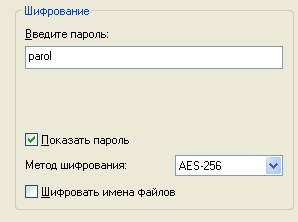 Шифрование
Введите пароль:
parol
Показать пароль
Метод шифрования: AES-256
Шифровать имена файлов